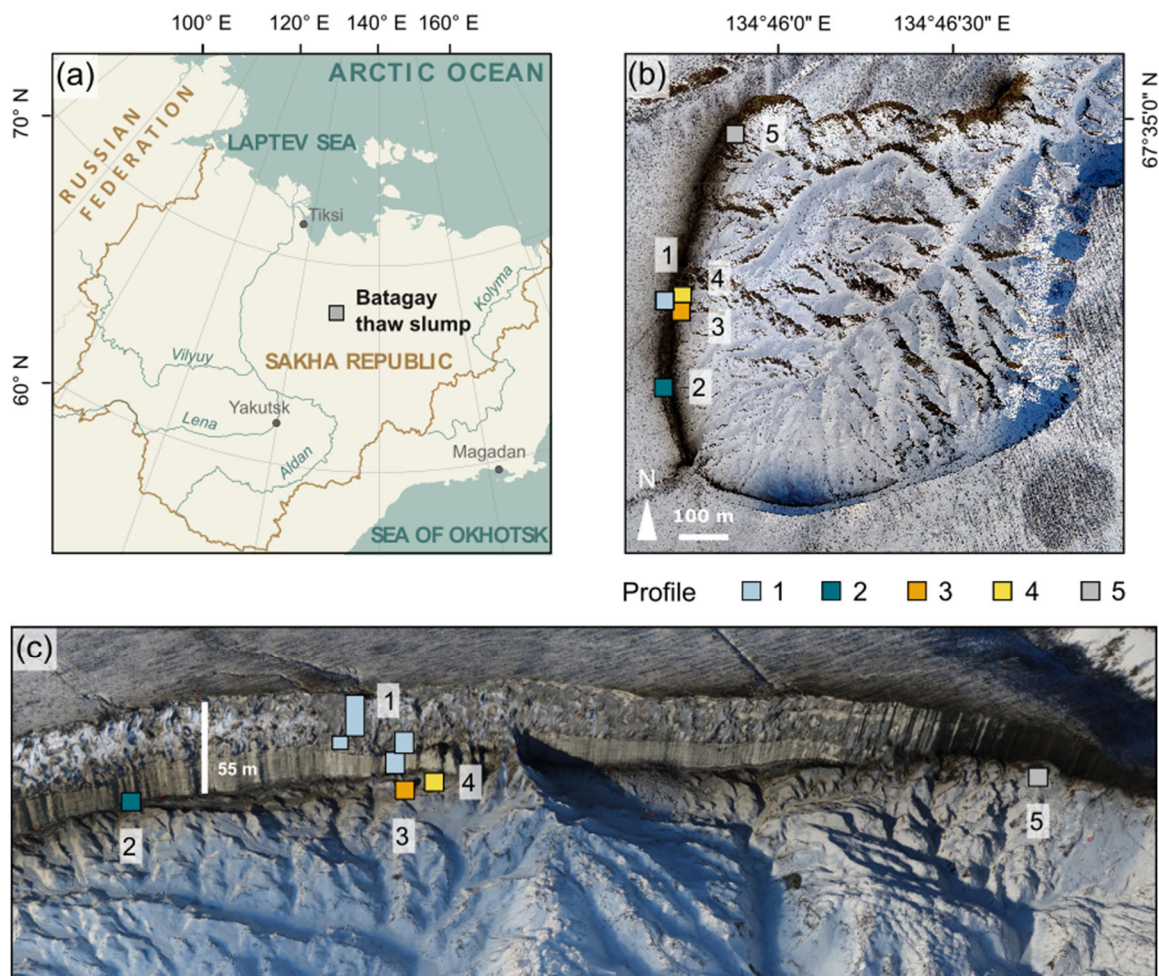 100° E 120° E 140° E 160° E
(a)
ARCTIC OCEAN
70° N
LAPTEV SEA
RUSSIAN
FEDERATION
Tiksi
Kolyma
Batagay
thaw slump
SAKHA REPUBLIC
Vilyuy
60° N
Yakutsk
Lena
Aldan
Magadan
SEA OF OKHOTSK
134°46'0" E 134°46'30" E
(b)
67°35'0" N
5
1
4
3
2
N
100 m
Profile 1 2 3 4 5
(c)
1
55 m
4
2
3
5